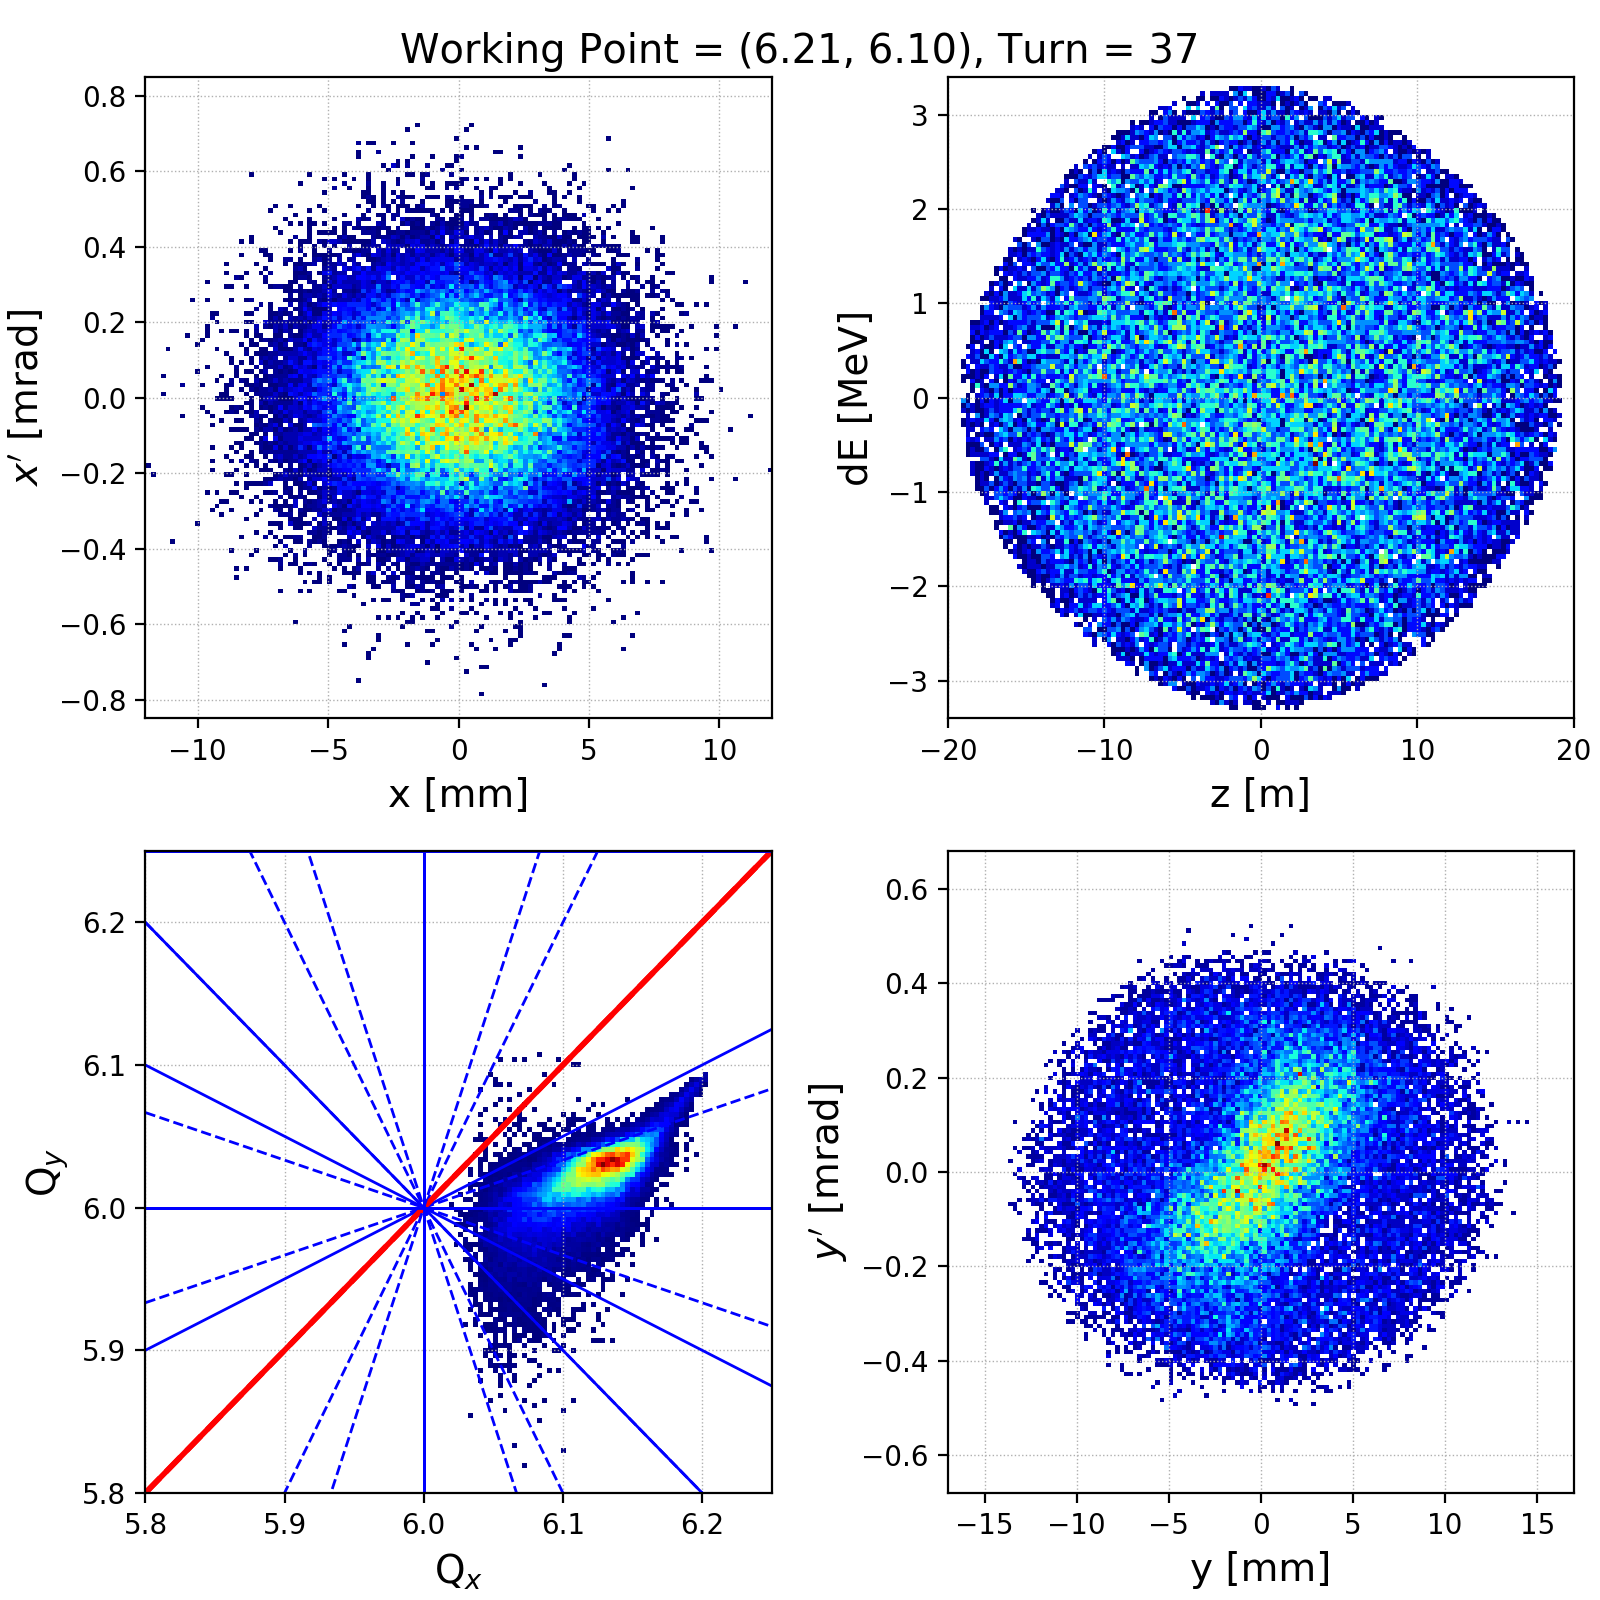 Working Point = (6.21, 6.10), Turn = 37
0.8
0.6
0.4
0.2
0.0
−0.2
−0.4
−0.6
−0.8
x′ [mrad]
−10 −5 0 5 10
x [mm]
3
2
1
0
−1
−2
−3
dE [MeV]
−20 −10 0 10 20
z [m]
6.2
6.1
6.0
5.9
5.8
Qy
5.8 5.9 6.0 6.1 6.2
Qx
0.6
0.4
0.2
0.0
−0.2
−0.4
−0.6
y′ [mrad]
−15 −10 −5 0 5 10 15
y [mm]